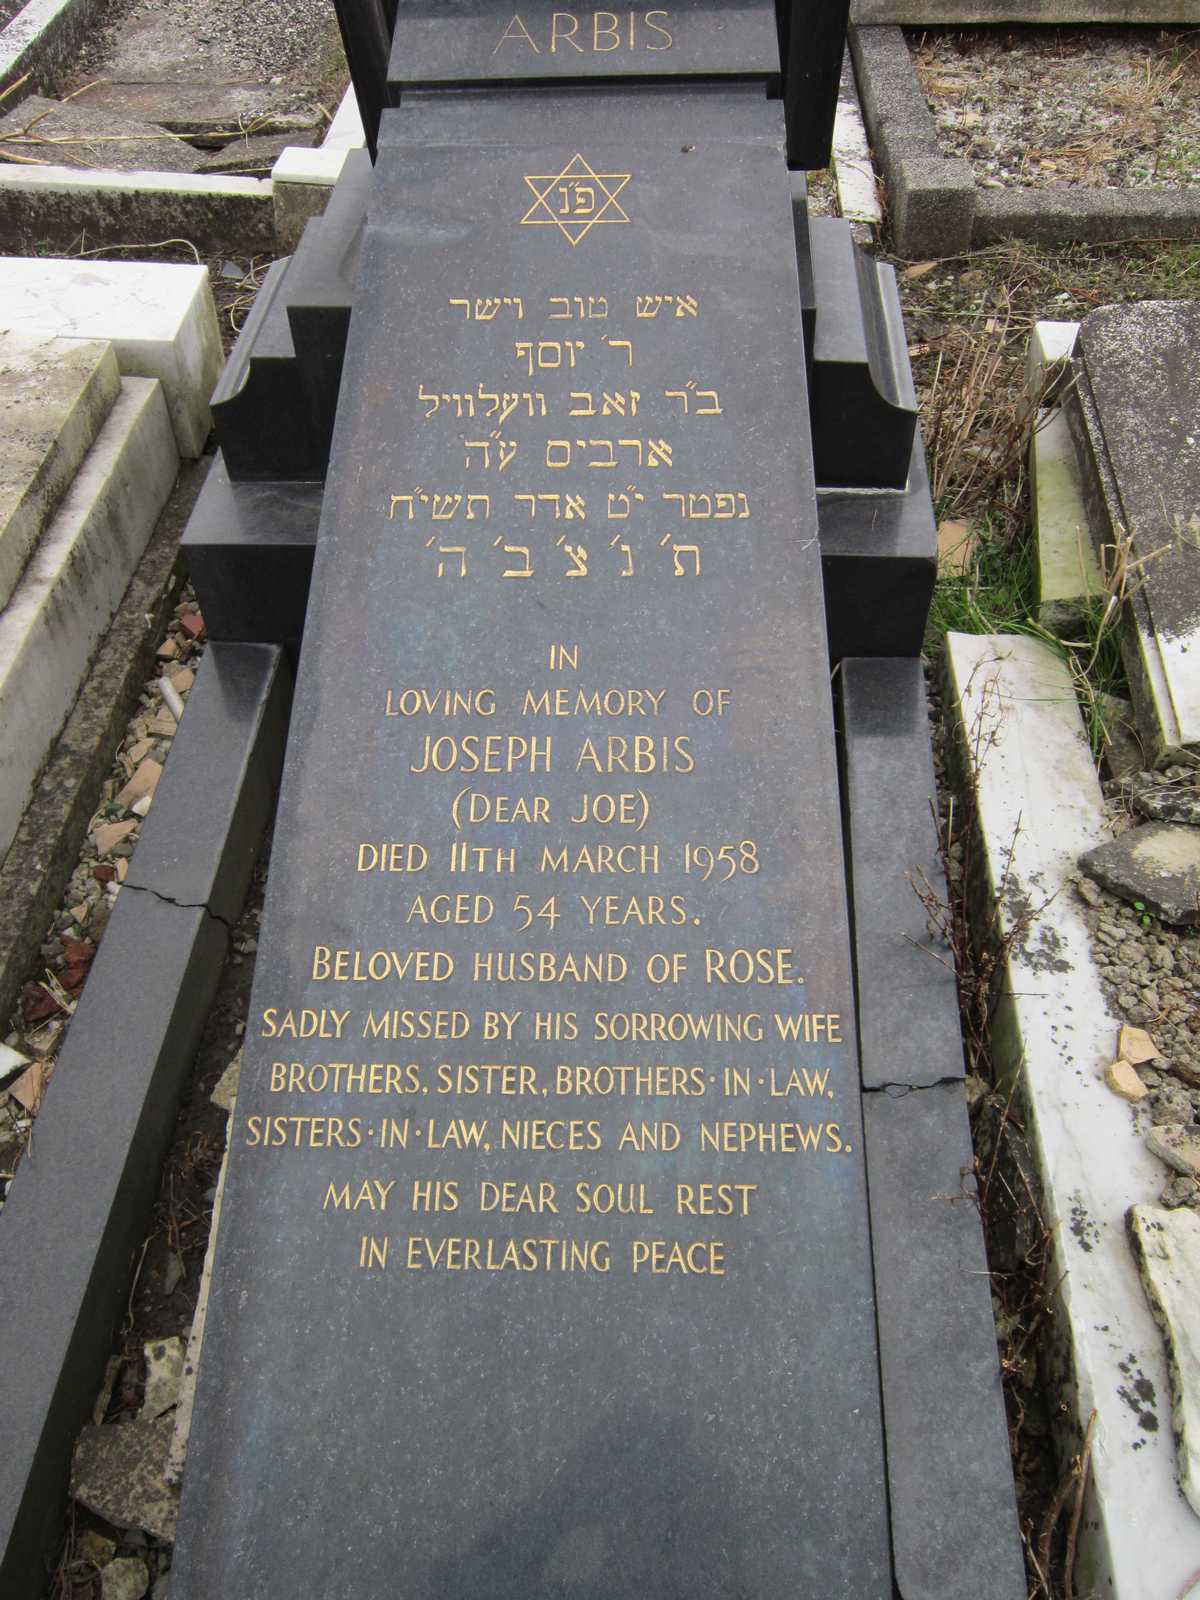 ARBIS
פ״נ
איש טוב וישר
ר׳ יוסף
ב״ר זאב וועלוויל
ארביס ע״ה
נפטר י״ט אדר תשי״ח
ת׳ נ׳ צ׳ ב׳ ה׳
IN
LOVING MEMORY OF
JOSEPH ARBIS
(DEAR JOE)
DIED 11TH MARCH 1958
AGED 54 YEARS.
BELOVED HUSBAND OF ROSE.
SADLY MISSED BY HIS SORROWING WIFE
BROTHERS, SISTER, BROTHERS·IN·LAW,
SISTERS·IN·LAW, NIECES AND NEPHEWS.
MAY HIS DEAR SOUL REST
IN EVERLASTING PEACE